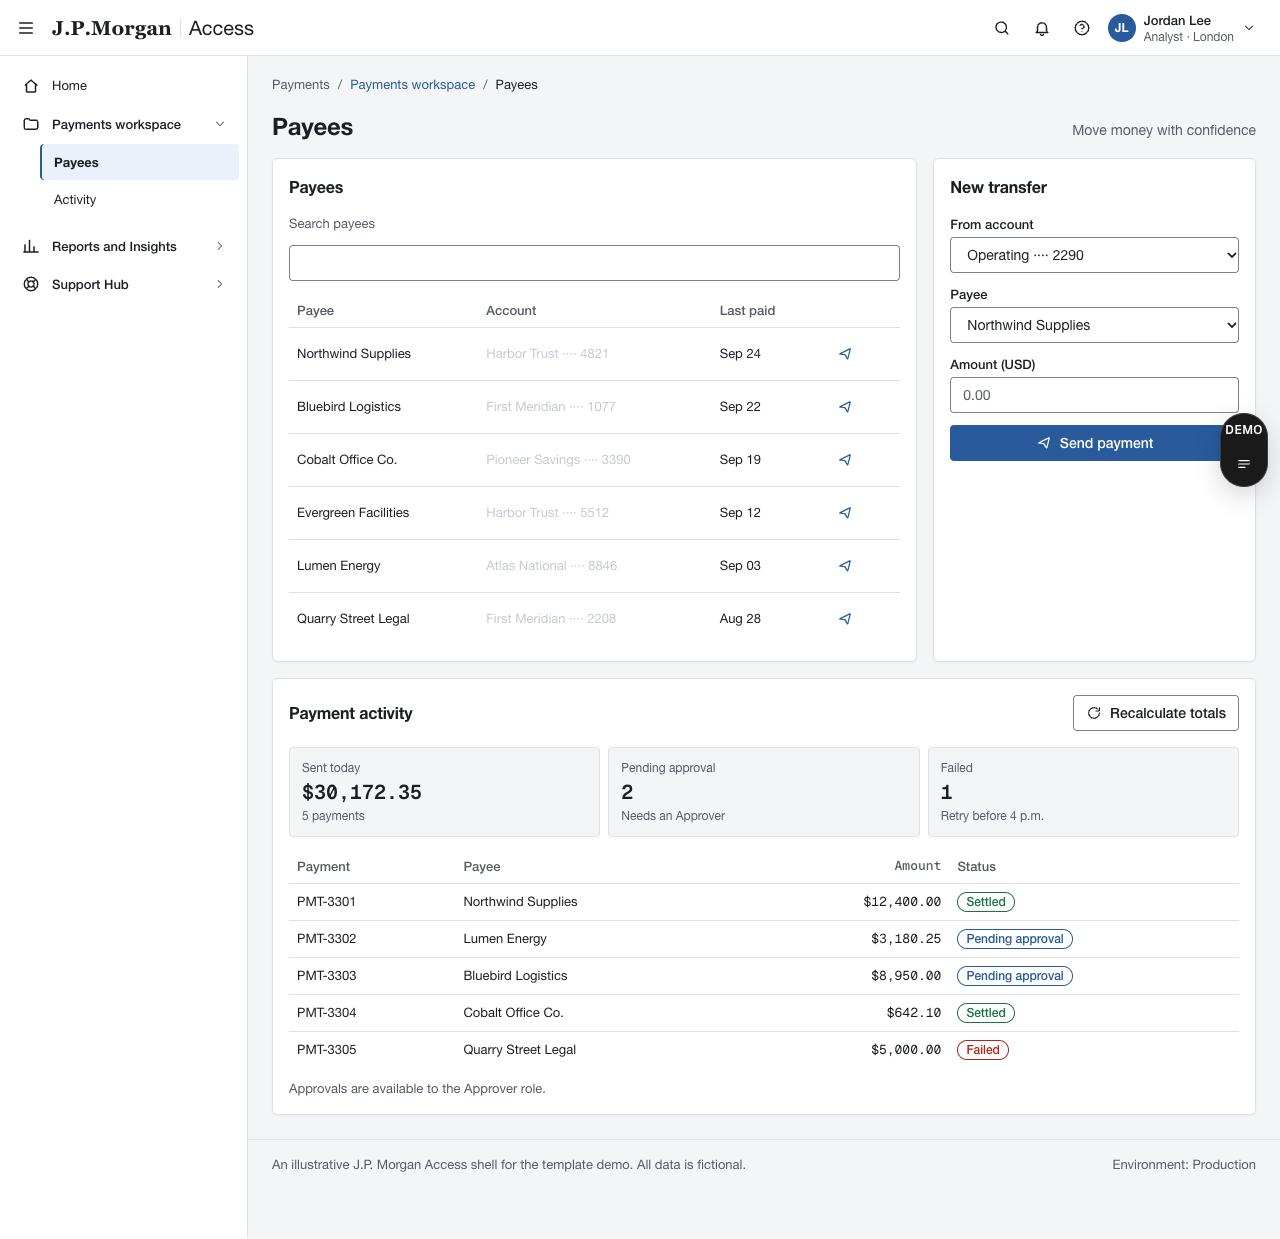 J.P.Morgan Access
JL
Jordan Lee
Analyst · London
Home
Payments workspace
Payees
Activity
Reports and Insights
Support Hub
Payments / Payments workspace / Payees
Payees
Move money with confidence
Payees
Search payees
Payee Account Last paid
Northwind Supplies Harbor Trust ···· 4821 Sep 24
Bluebird Logistics First Meridian ···· 1077 Sep 22
Cobalt Office Co. Pioneer Savings ···· 3390 Sep 19
Evergreen Facilities Harbor Trust ···· 5512 Sep 12
Lumen Energy Atlas National ···· 8846 Sep 03
Quarry Street Legal First Meridian ···· 2208 Aug 28
New transfer
From account
Operating ···· 2290
Payee
Northwind Supplies
Amount (USD)
0.00
Send payment
DEMO
Payment activity
Recalculate totals
Sent today
$30,172.35
5 payments
Pending approval
2
Needs an Approver
Failed
1
Retry before 4 p.m.
Payment Payee Amount Status
PMT-3301 Northwind Supplies $12,400.00 Settled
PMT-3302 Lumen Energy $3,180.25 Pending approval
PMT-3303 Bluebird Logistics $8,950.00 Pending approval
PMT-3304 Cobalt Office Co. $642.10 Settled
PMT-3305 Quarry Street Legal $5,000.00 Failed
Approvals are available to the Approver role.
An illustrative J.P. Morgan Access shell for the template demo. All data is fictional.
Environment: Production